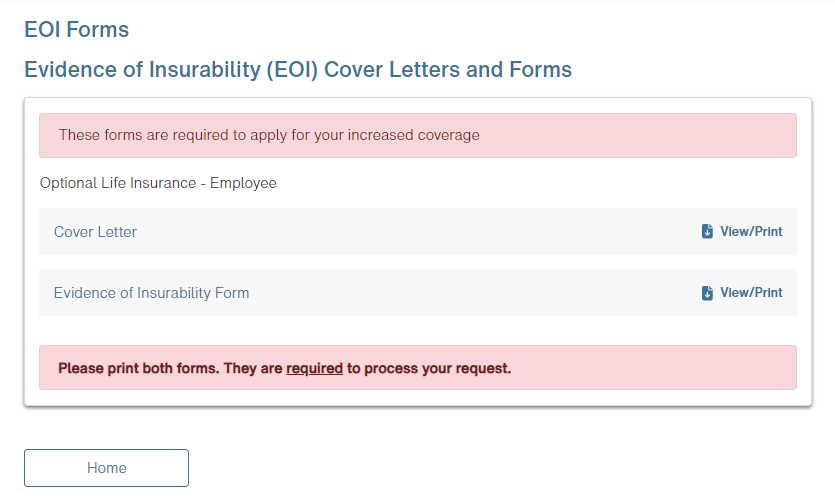 EOI Forms
Evidence of Insurability (EOI) Cover Letters and Forms
These forms are required to apply for your increased coverage
Optional Life Insurance - Employee
Cover Letter
View/Print
Evidence of Insurability Form
View/Print
Please print both forms. They are required to process your request.
Home